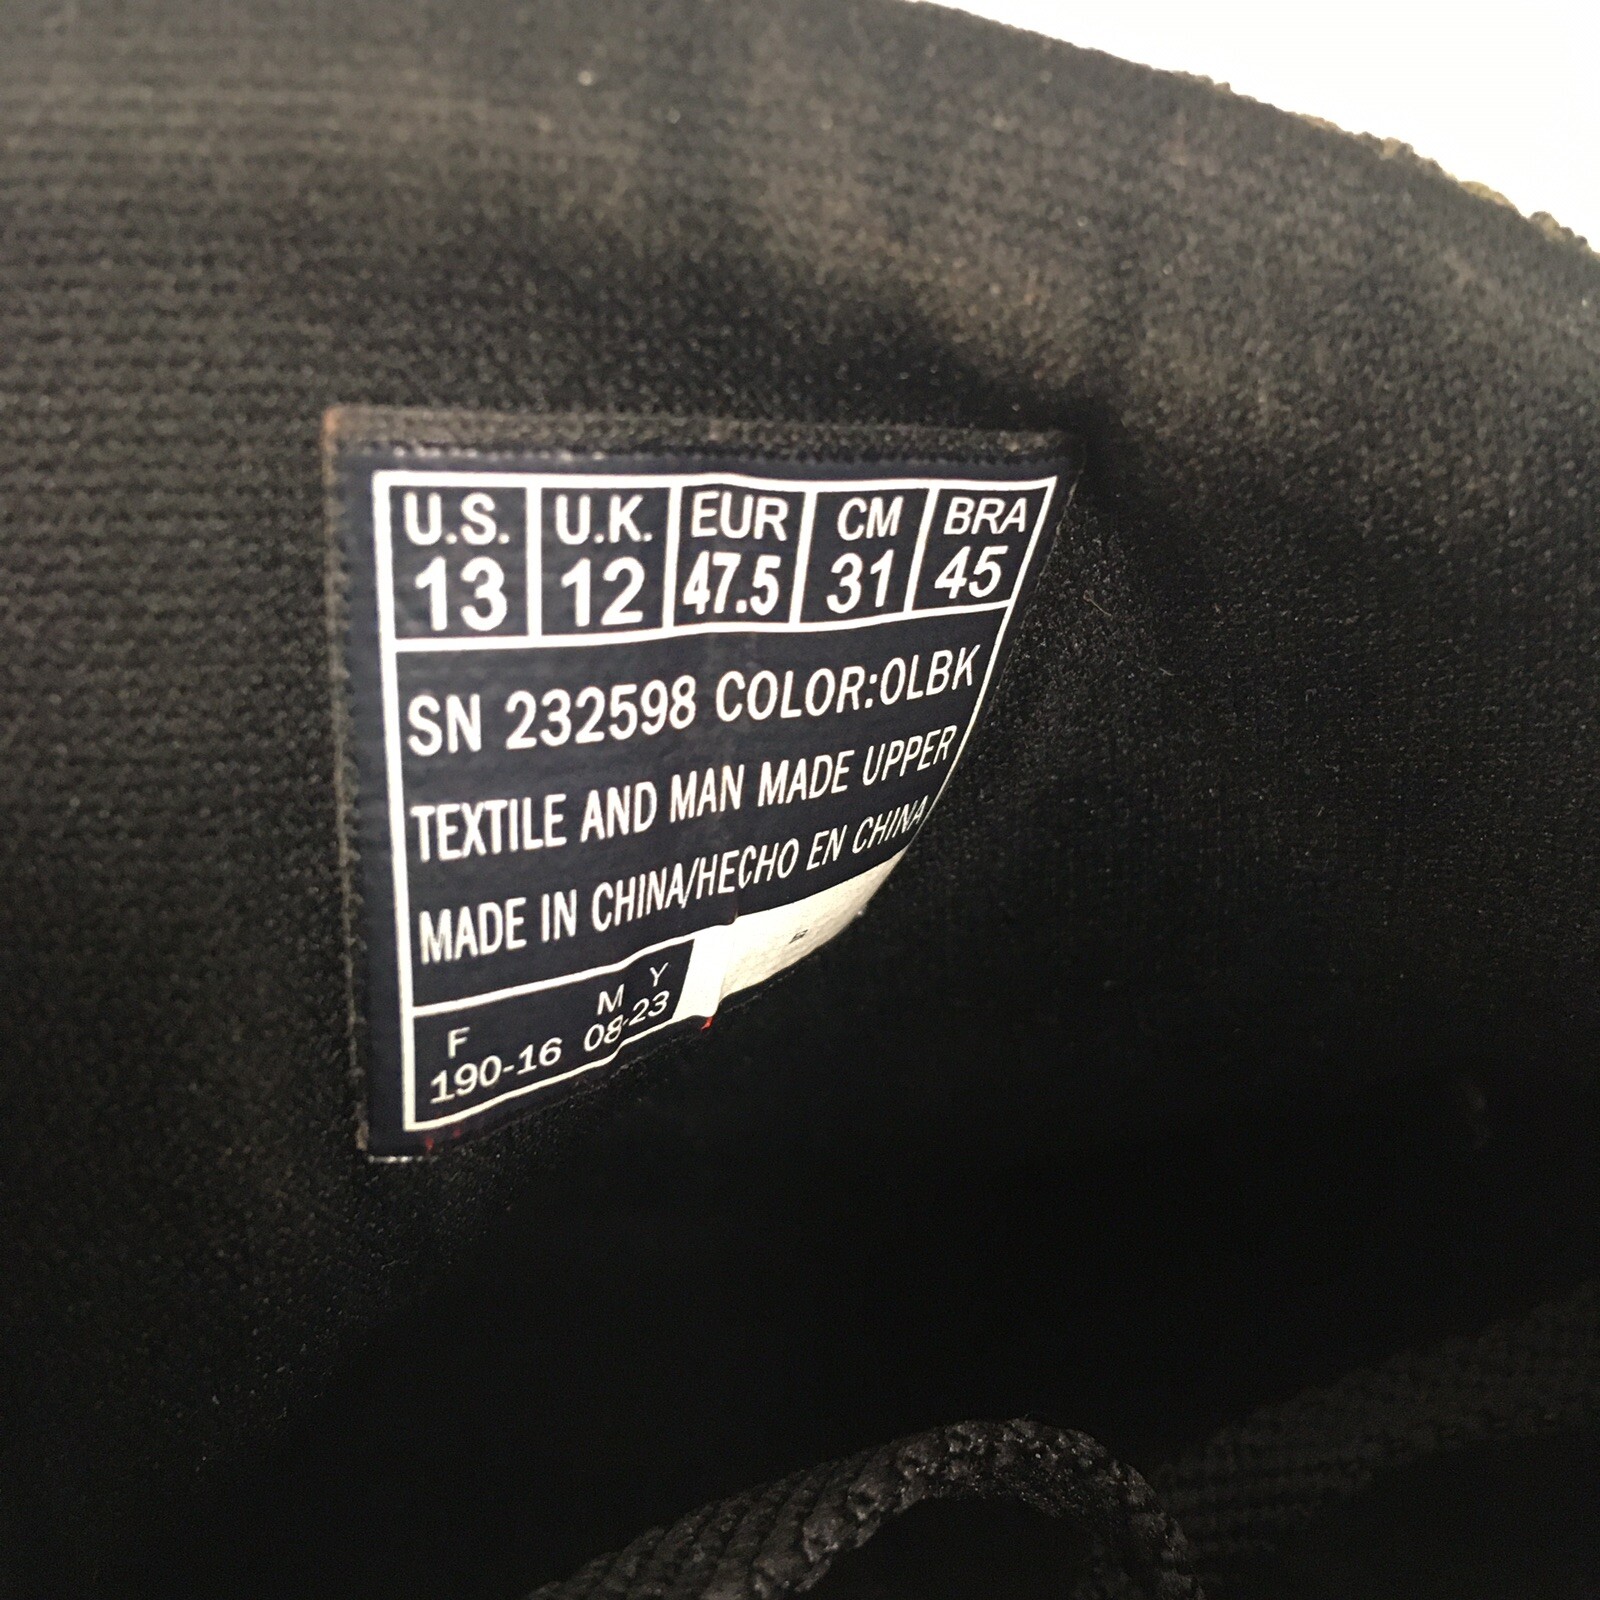 U.S. U.K. EUR CM BRA
13 12 47.5 31 45
SN 232598 COLOR:OLBK
TEXTILE AND MAN MADE UPPER
MADE IN CHINA/HECHO EN CHINA
F M Y
190-16 08-23